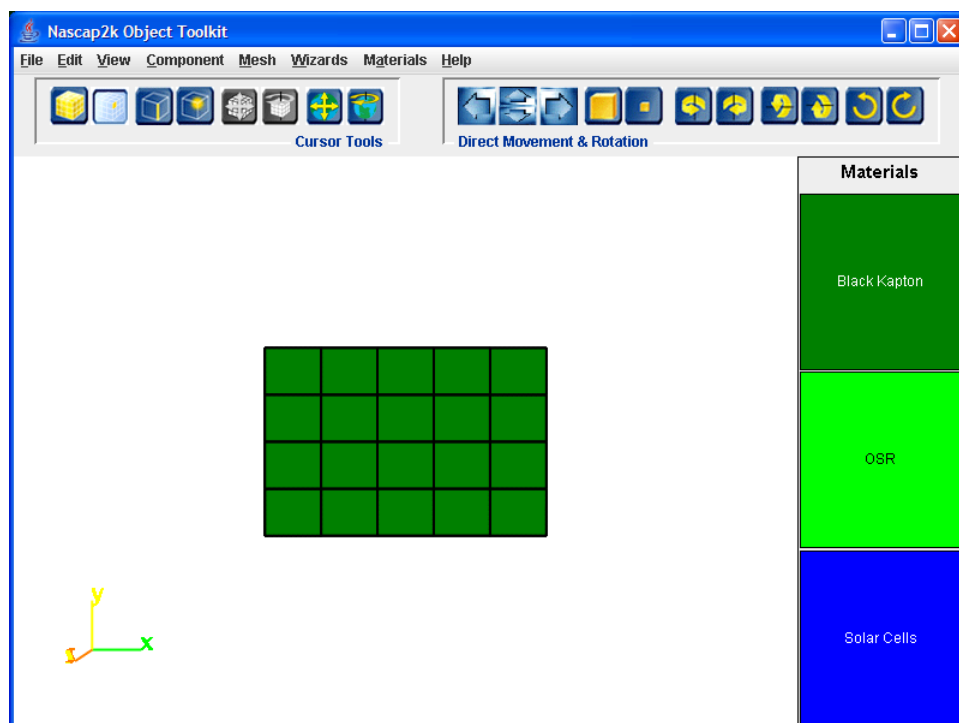 Nascap2k Object Toolkit
File Edit View Component Mesh Wizards Materials Help
Cursor Tools
Direct Movement & Rotation
Materials
Black Kapton
OSR
Solar Cells
y
x
z